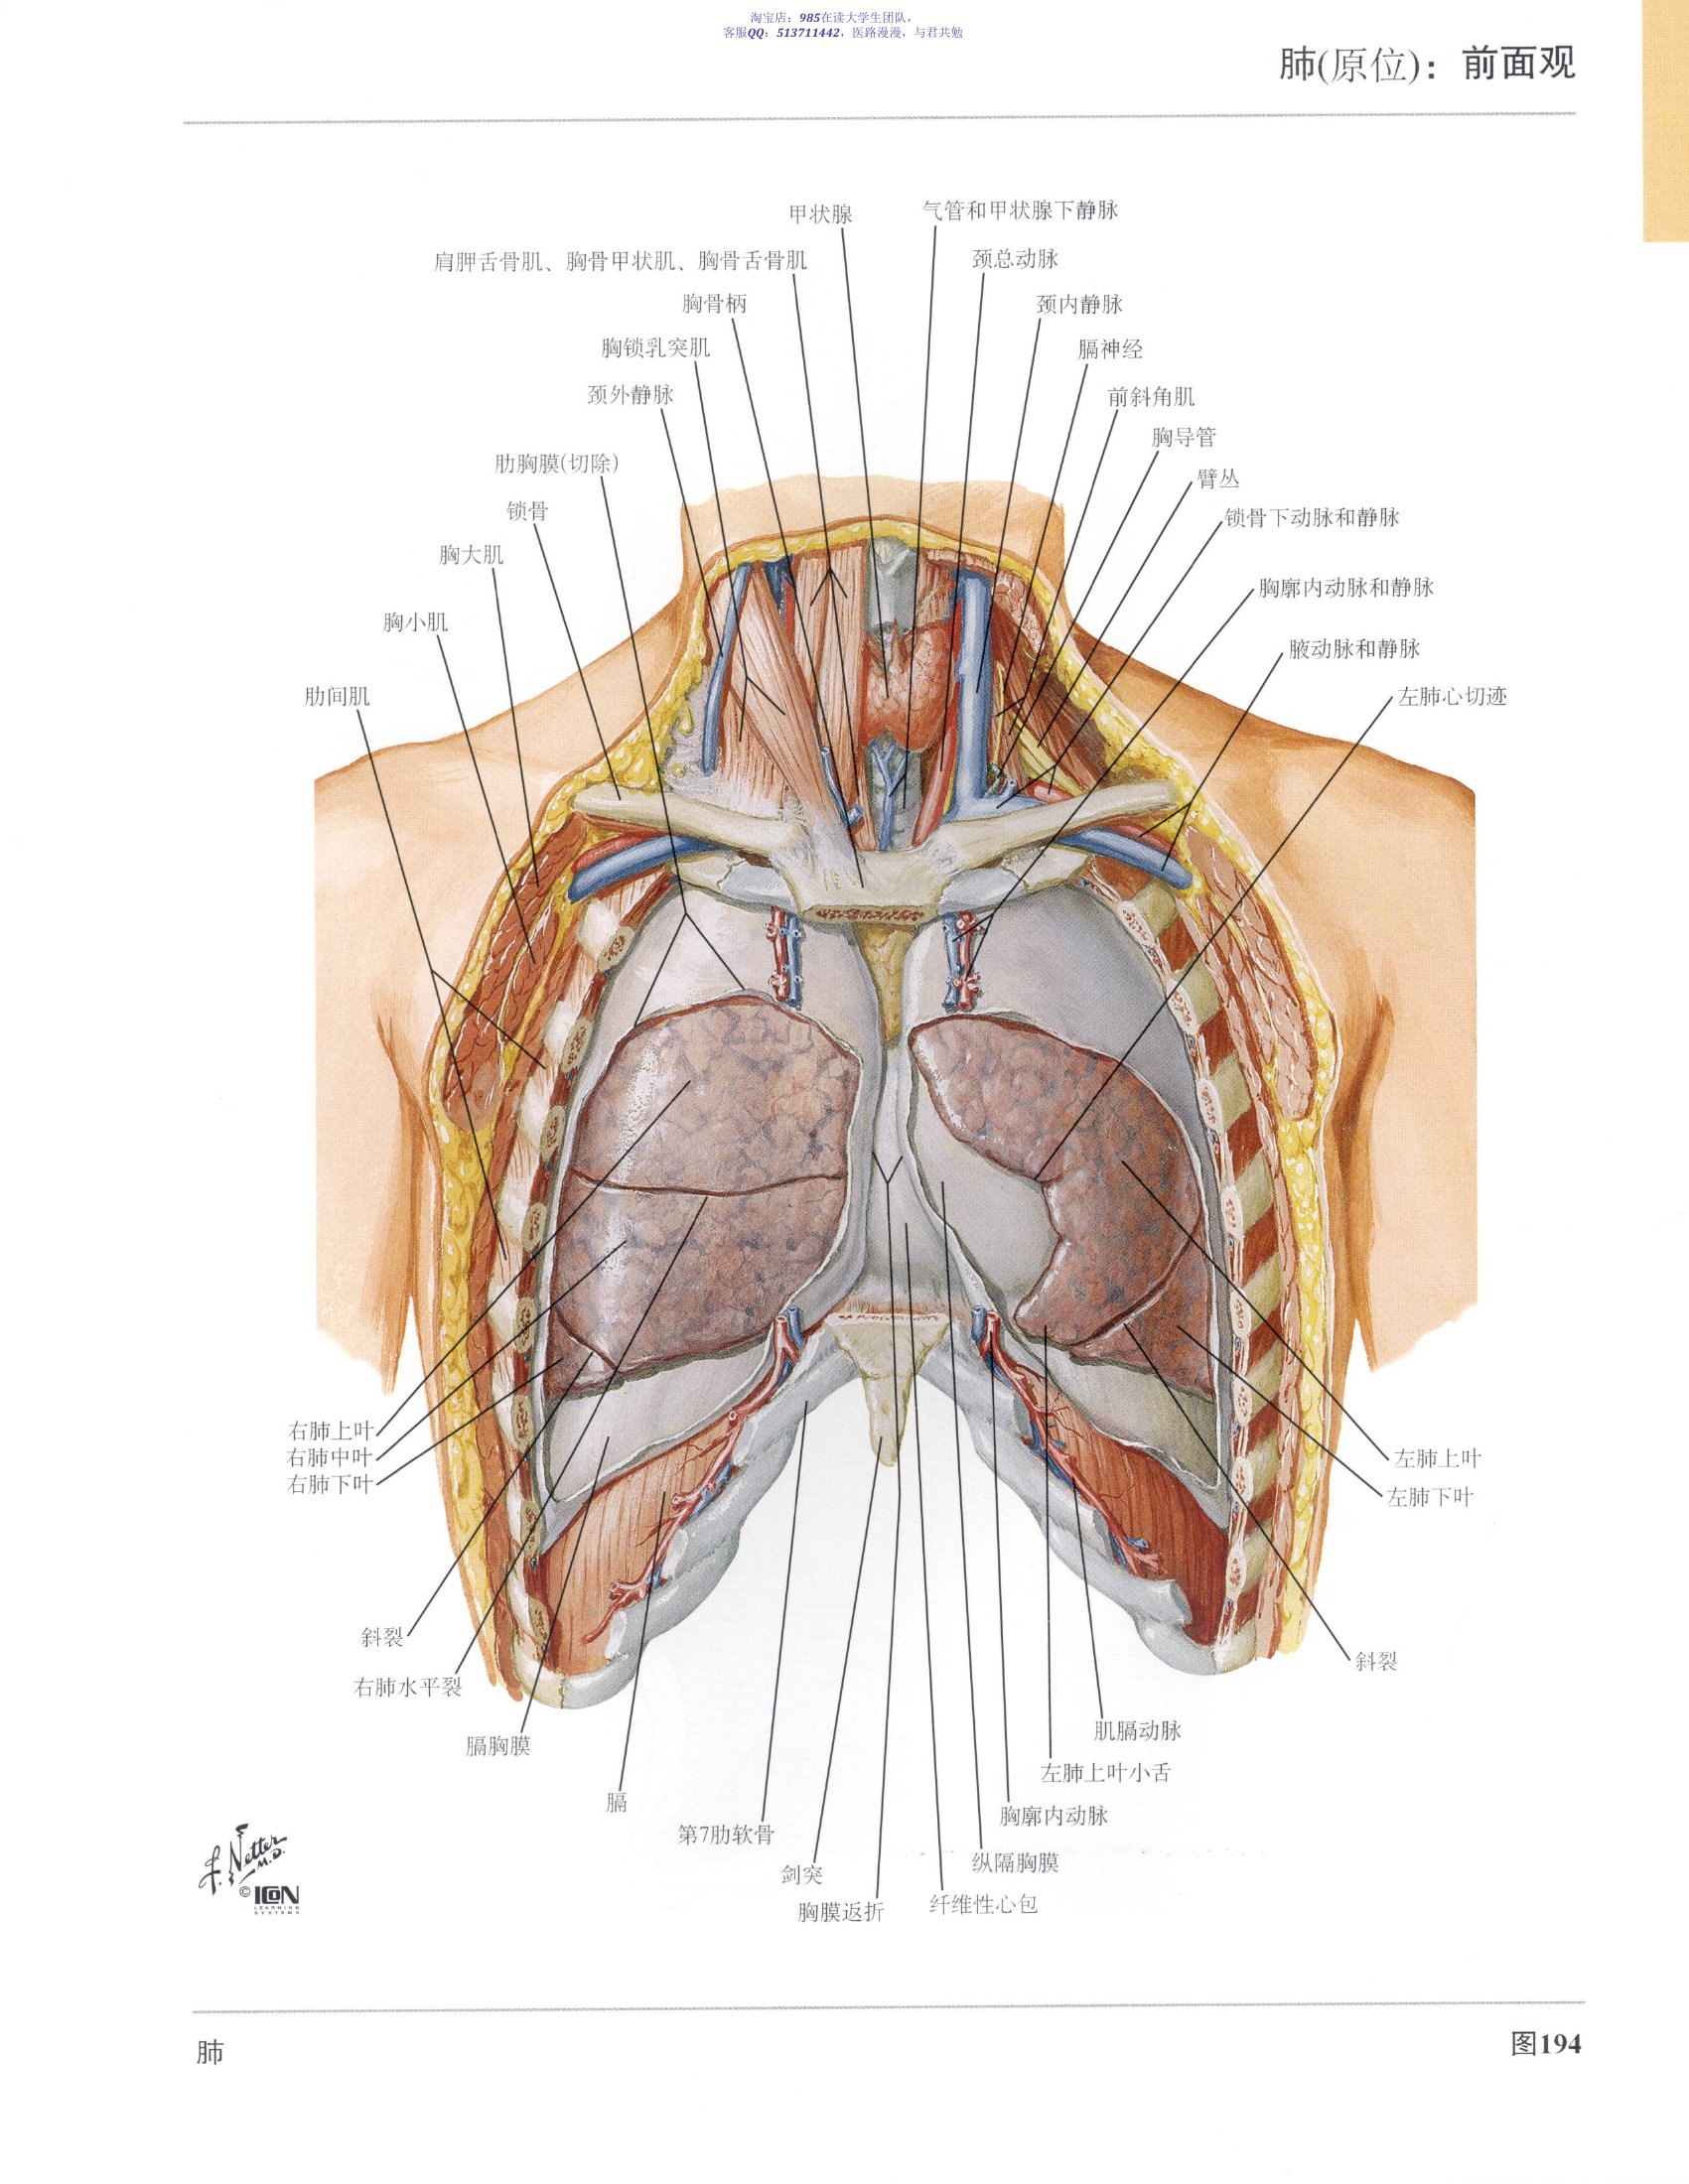 淘宝店：985在读大学生团队，
客服QQ：513711442，医路漫漫，与君共勉
肺(原位)：前面观
甲状腺
气管和甲状腺下静脉
肩胛舌骨肌、胸骨甲状肌、胸骨舌骨肌
颈总动脉
胸骨柄
颈内静脉
胸锁乳突肌
膈神经
颈外静脉
前斜角肌
胸导管
肋胸膜(切除)
臂丛
锁骨
锁骨下动脉和静脉
胸大肌
胸廓内动脉和静脉
胸小肌
腋动脉和静脉
肋间肌
左肺心切迹
右肺上叶
右肺中叶
右肺下叶
左肺上叶
左肺下叶
斜裂
斜裂
右肺水平裂
膈胸膜
肌膈动脉
左肺上叶小舌
膈
胸廓内动脉
第7肋软骨
纵隔胸膜
剑突
纤维性心包
胸膜返折
F. Netter
M.D.
© ICON
LEARNING
SYSTEMS
肺
图194